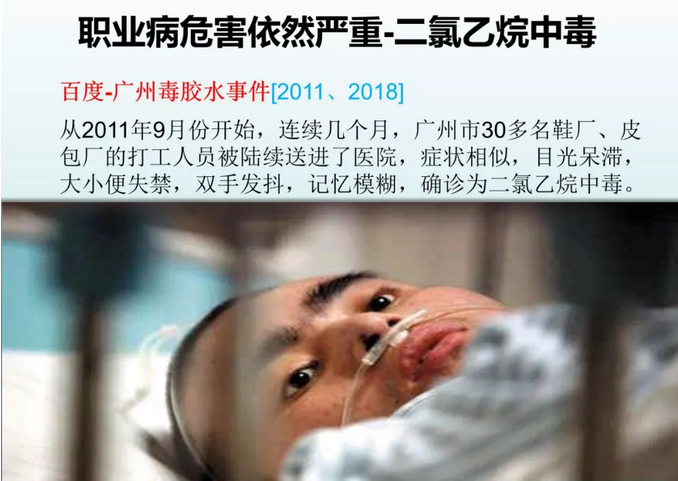 职业病危害依然严重-二氯乙烷中毒
百度-广州毒胶水事件[2011、2018]
从2011年9月份开始，连续几个月，广州市30多名鞋厂、皮
包厂的打工人员被陆续送进了医院，症状相似，目光呆滞，
大小便失禁，双手发抖，记忆模糊，确诊为二氯乙烷中毒。